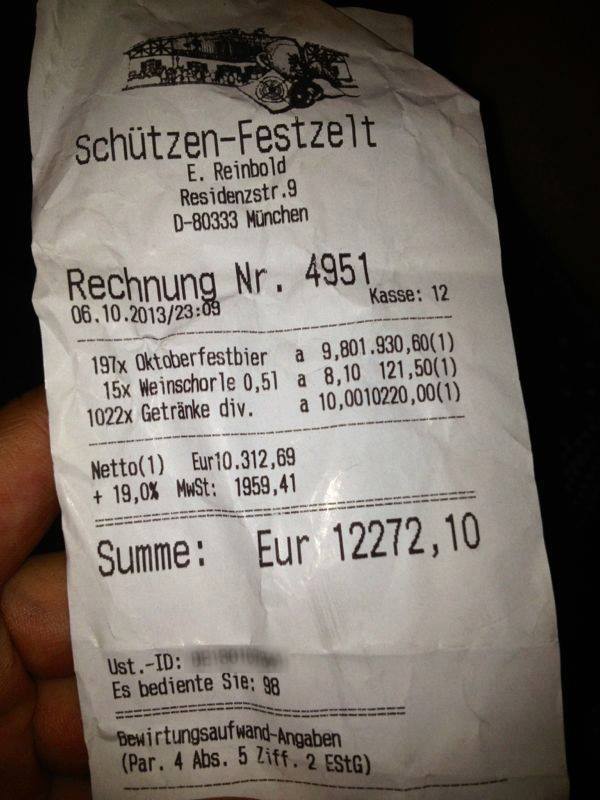 Schützen-Festzelt
E. Reinbold
Residenzstr.9
D-80333 München
Rechnung Nr. 4951
06.10.2013/23:09 Kasse: 12
197x Oktoberfestbier a 9,801.930,60(1)
15x Weinschorle 0,5l a 8,10 121,50(1)
1022x Getränke div. a 10,0010220,00(1)
Netto(1) Eur10.312,69
+ 19,0% MwSt: 1959,41
Summe: Eur 12272,10
Ust.-ID:
Es bediente Sie: 98
Bewirtungsaufwand-Angaben
(Par. 4 Abs. 5 Ziff. 2 EStG)